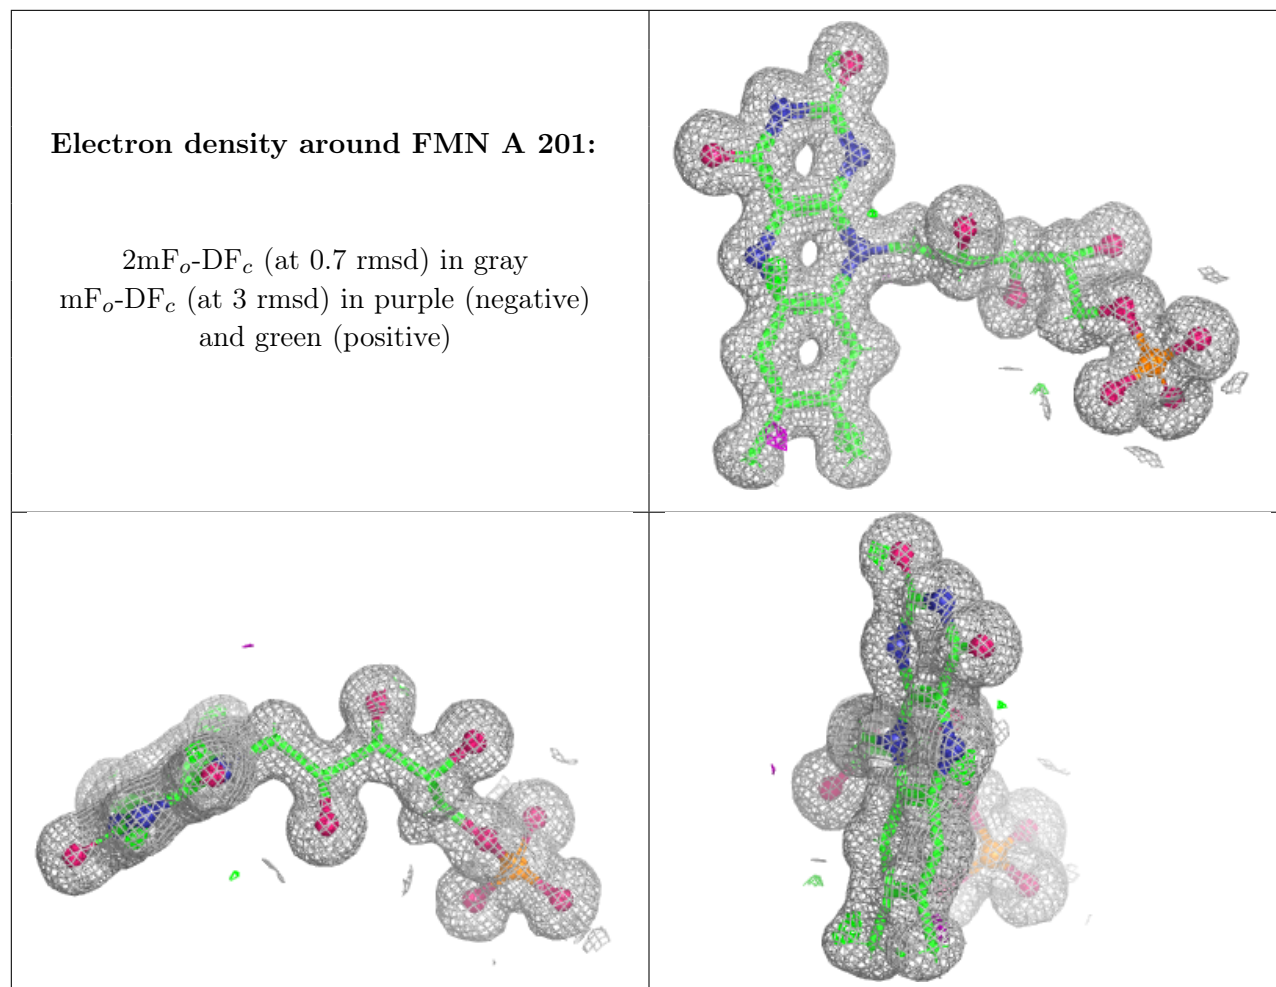 Electron density around FMN A 201:
2mFo-DFc (at 0.7 rmsd) in gray
mFo-DFc (at 3 rmsd) in purple (negative)
and green (positive)